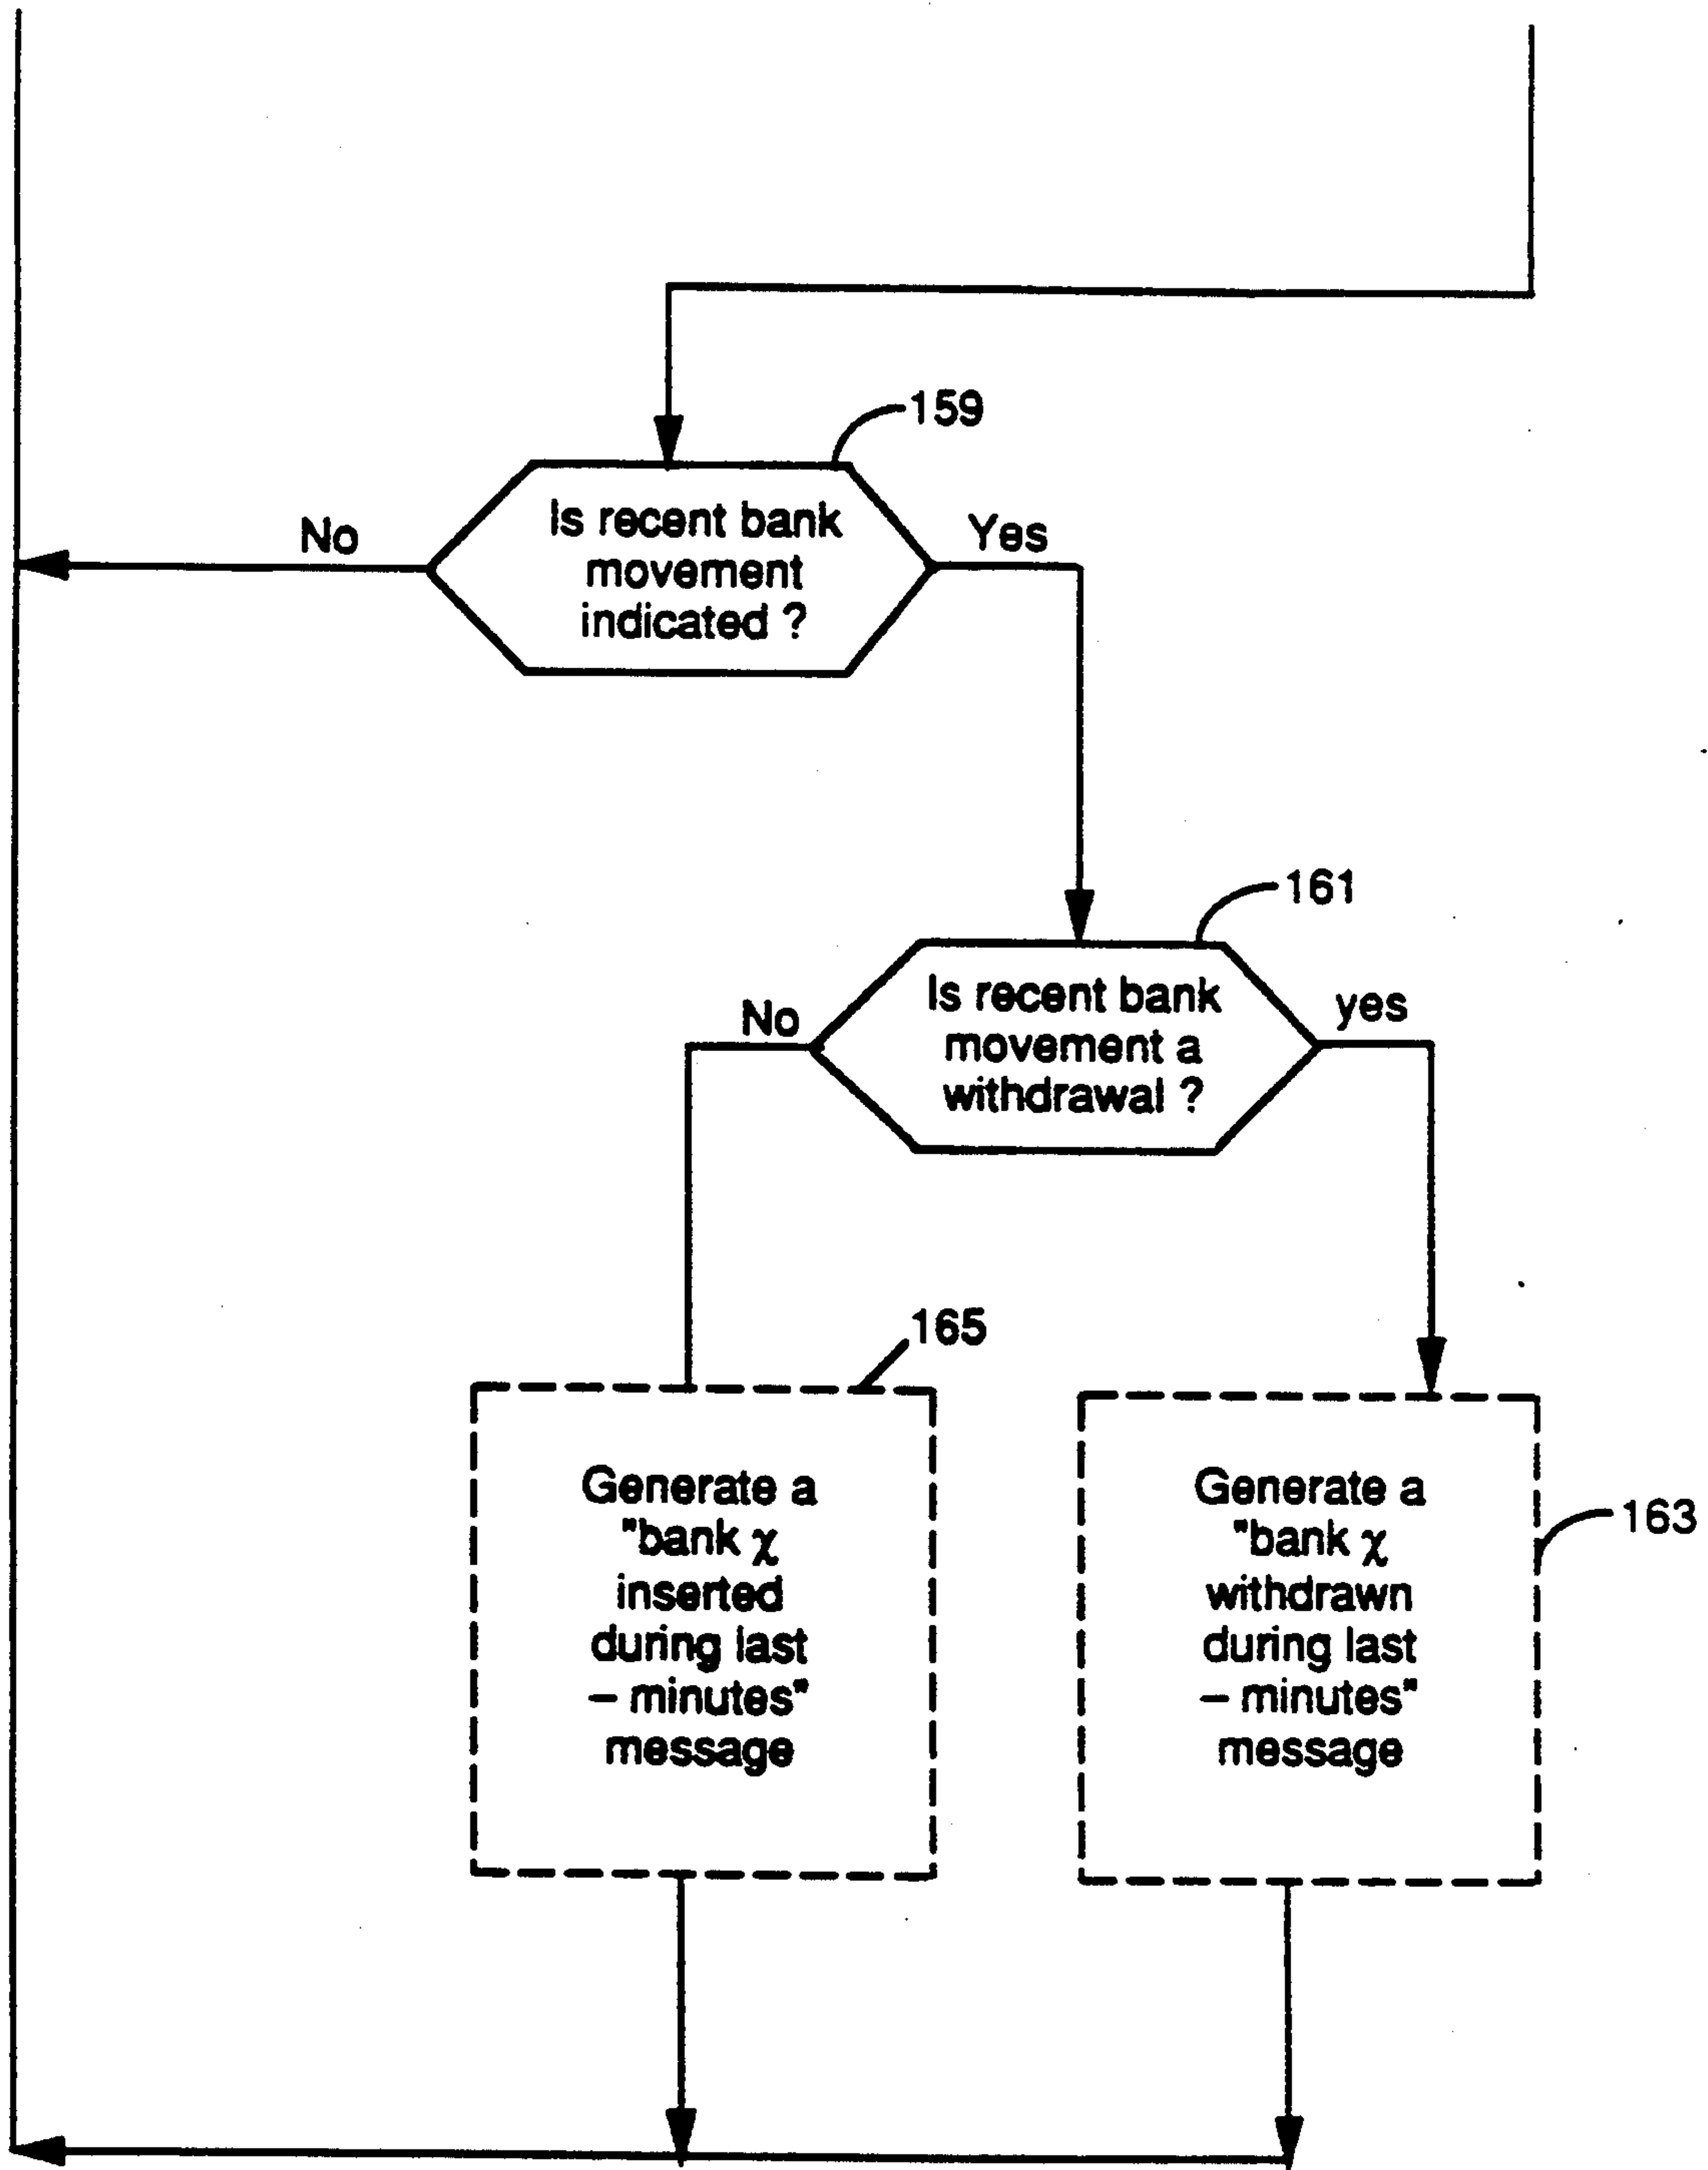 159
Is recent bank
movement
indicated ?
No
Yes
161
Is recent bank
movement a
withdrawal ?
No
yes
165
Generate a
"bank χ
inserted
during last
– minutes"
message
Generate a
"bank χ
withdrawn
during last
– minutes"
message
163